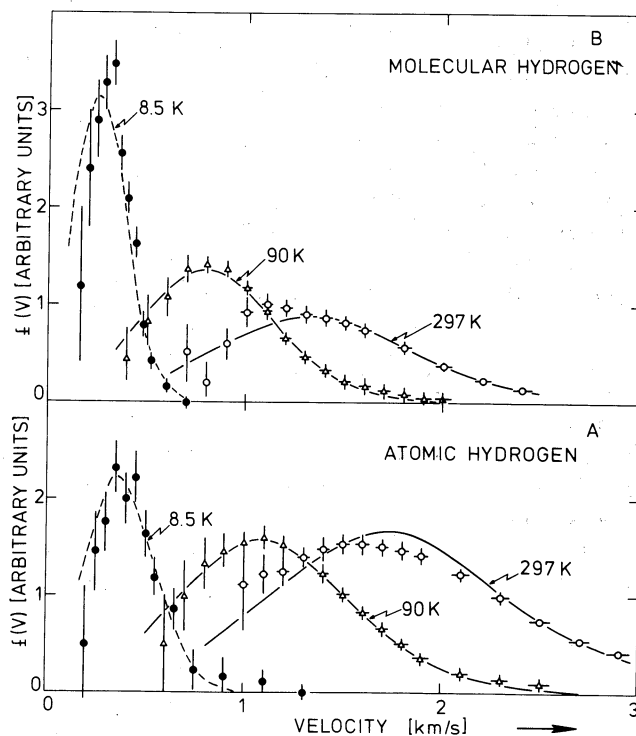 B
MOLECULAR HYDROGEN
8.5 K
90 K
297 K
3
2
1
0
f (V) [ARBITRARY UNITS]
A
ATOMIC HYDROGEN
8.5 K
297 K
90 K
2
1
0
f (V) [ARBITRARY UNITS]
0 1 2 3
VELOCITY [km/s]